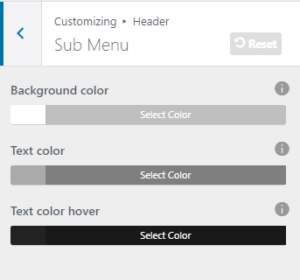 Customizing ▸ Header
Sub Menu
Reset
Background color
Select Color
Text color
Select Color
Text color hover
Select Color